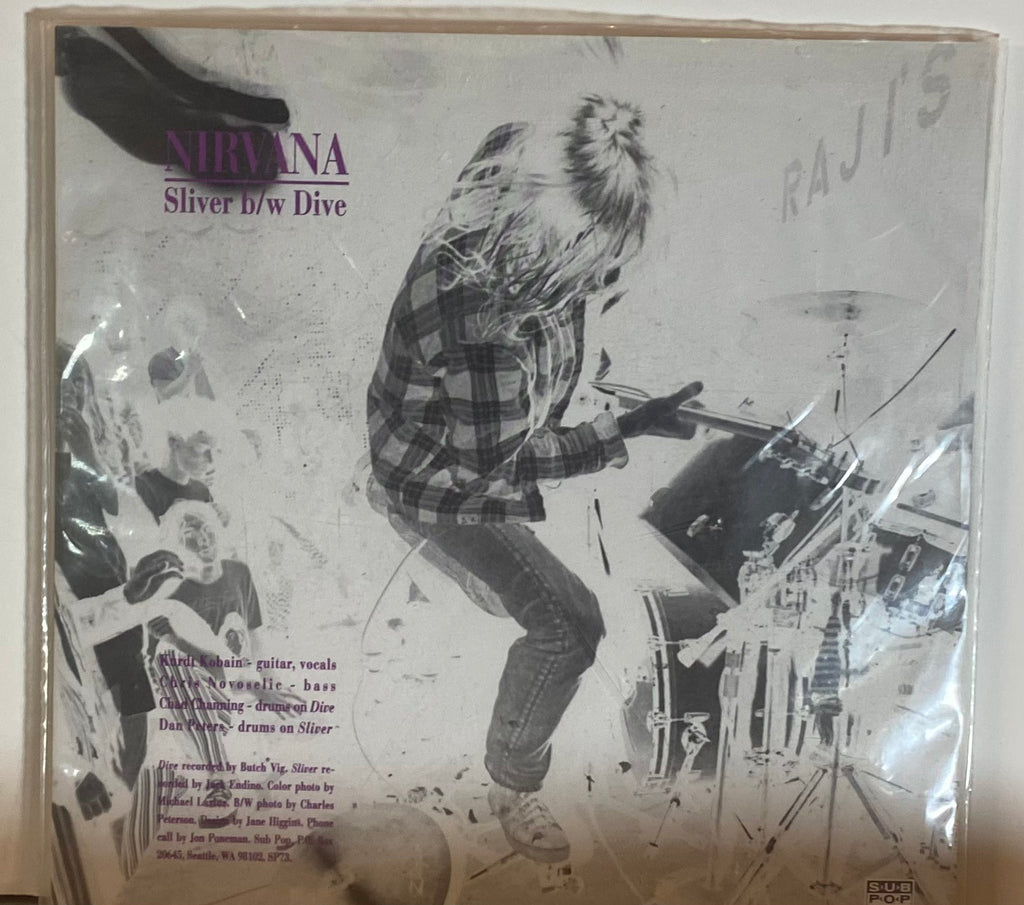 NIRVANA
Sliver b/w Dive
RAJI'S
Kurdt Kobain - guitar, vocals
Chris Novoselic - bass
Chad Channing - drums on Dive
Dan Peters - drums on Sliver
Dive recorded by Butch Vig. Sliver re-
corded by Jack Endino. Color photo by
Michael Lavine. B/W photo by Charles
Peterson. Design by Jane Higgins. Phone
call by Jon Poneman. Sub Pop, P.O. Box
20645, Seattle, WA 98102. SP73.
SUB
POP